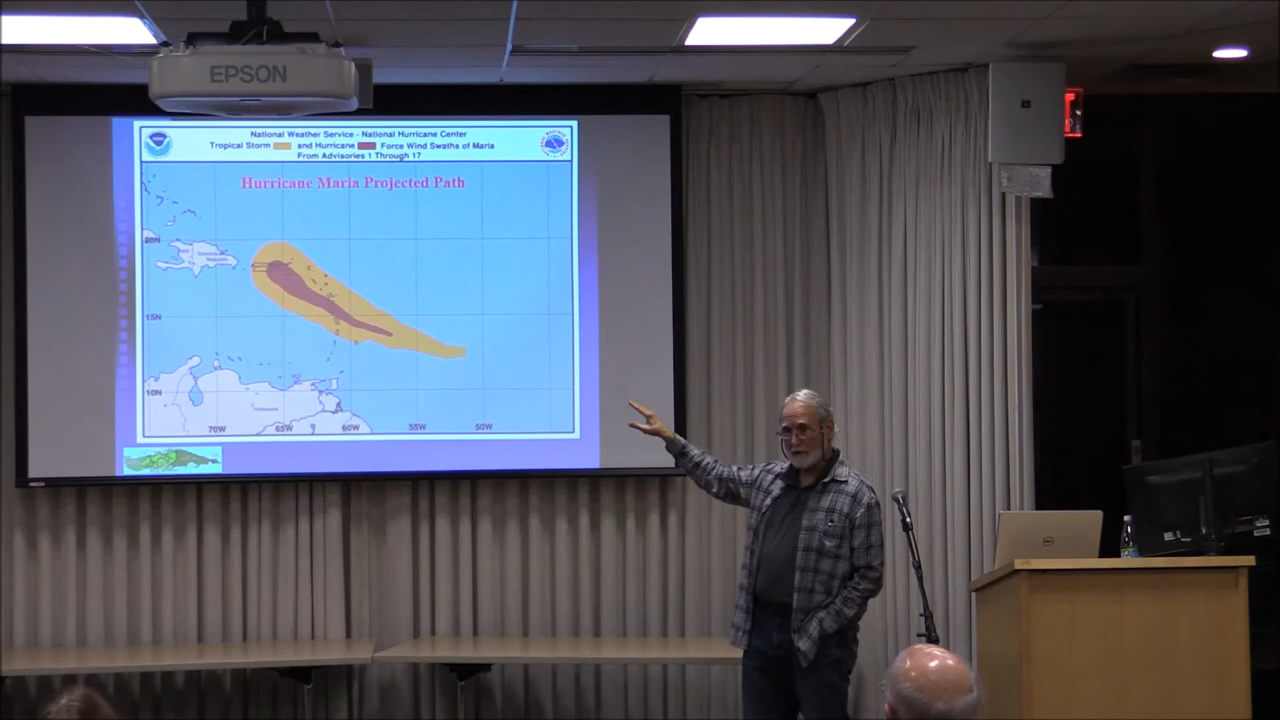 EPSON
National Weather Service - National Hurricane Center
Tropical Storm and Hurricane Force Wind Swaths of Maria
From Advisories 1 Through 17
Hurricane Maria Projected Path
20N
15N
10N
70W 65W 60W 55W 50W